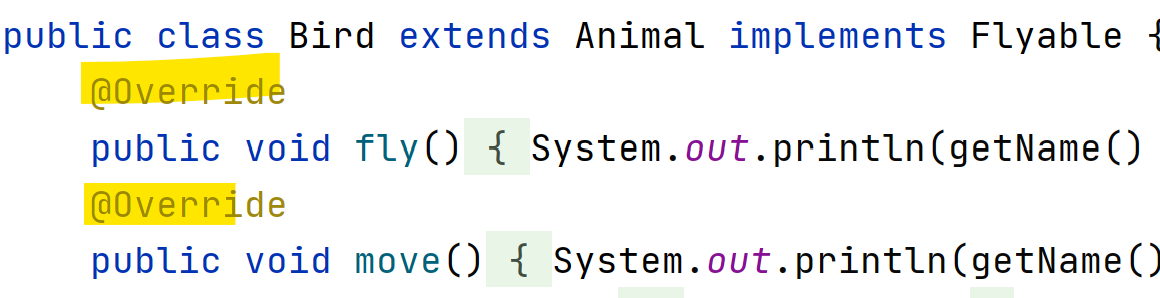 public class Bird extends Animal implements Flyable {
@Override
public void fly() { System.out.println(getName()
@Override
public void move() { System.out.println(getName()